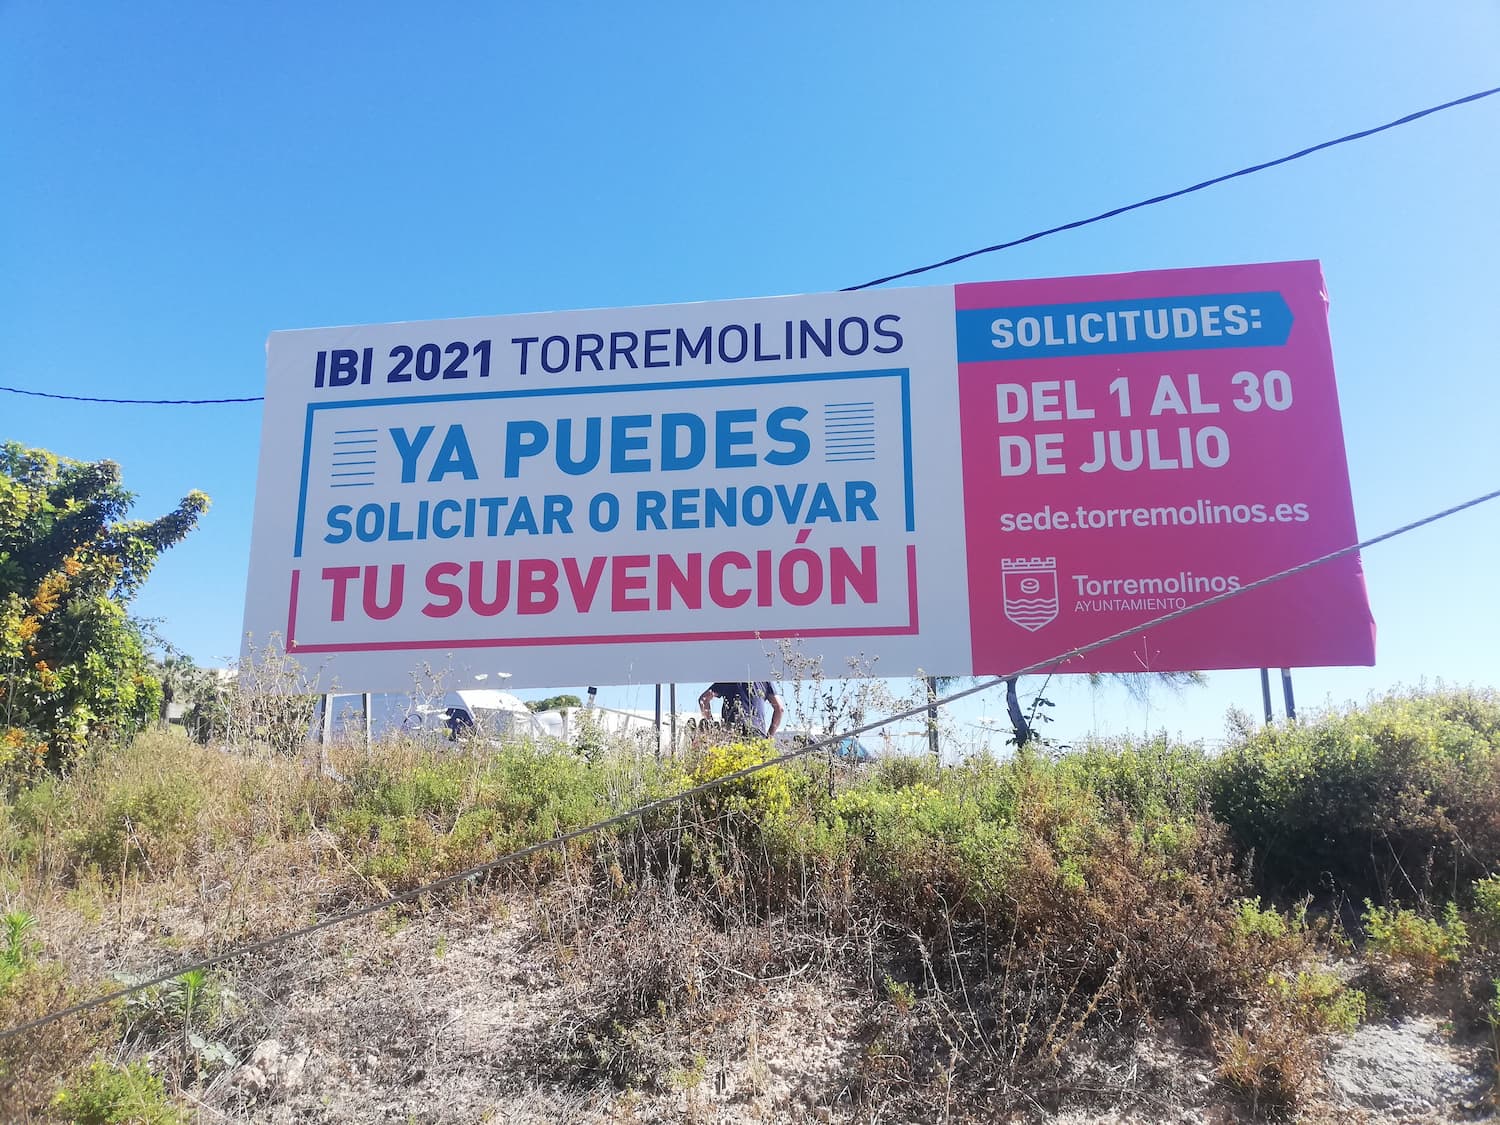 IBI 2021 TORREMOLINOS
YA PUEDES
SOLICITAR O RENOVAR
TU SUBVENCIÓN
SOLICITUDES:
DEL 1 AL 30
DE JULIO
sede.torremolinos.es
Torremolinos
AYUNTAMIENTO